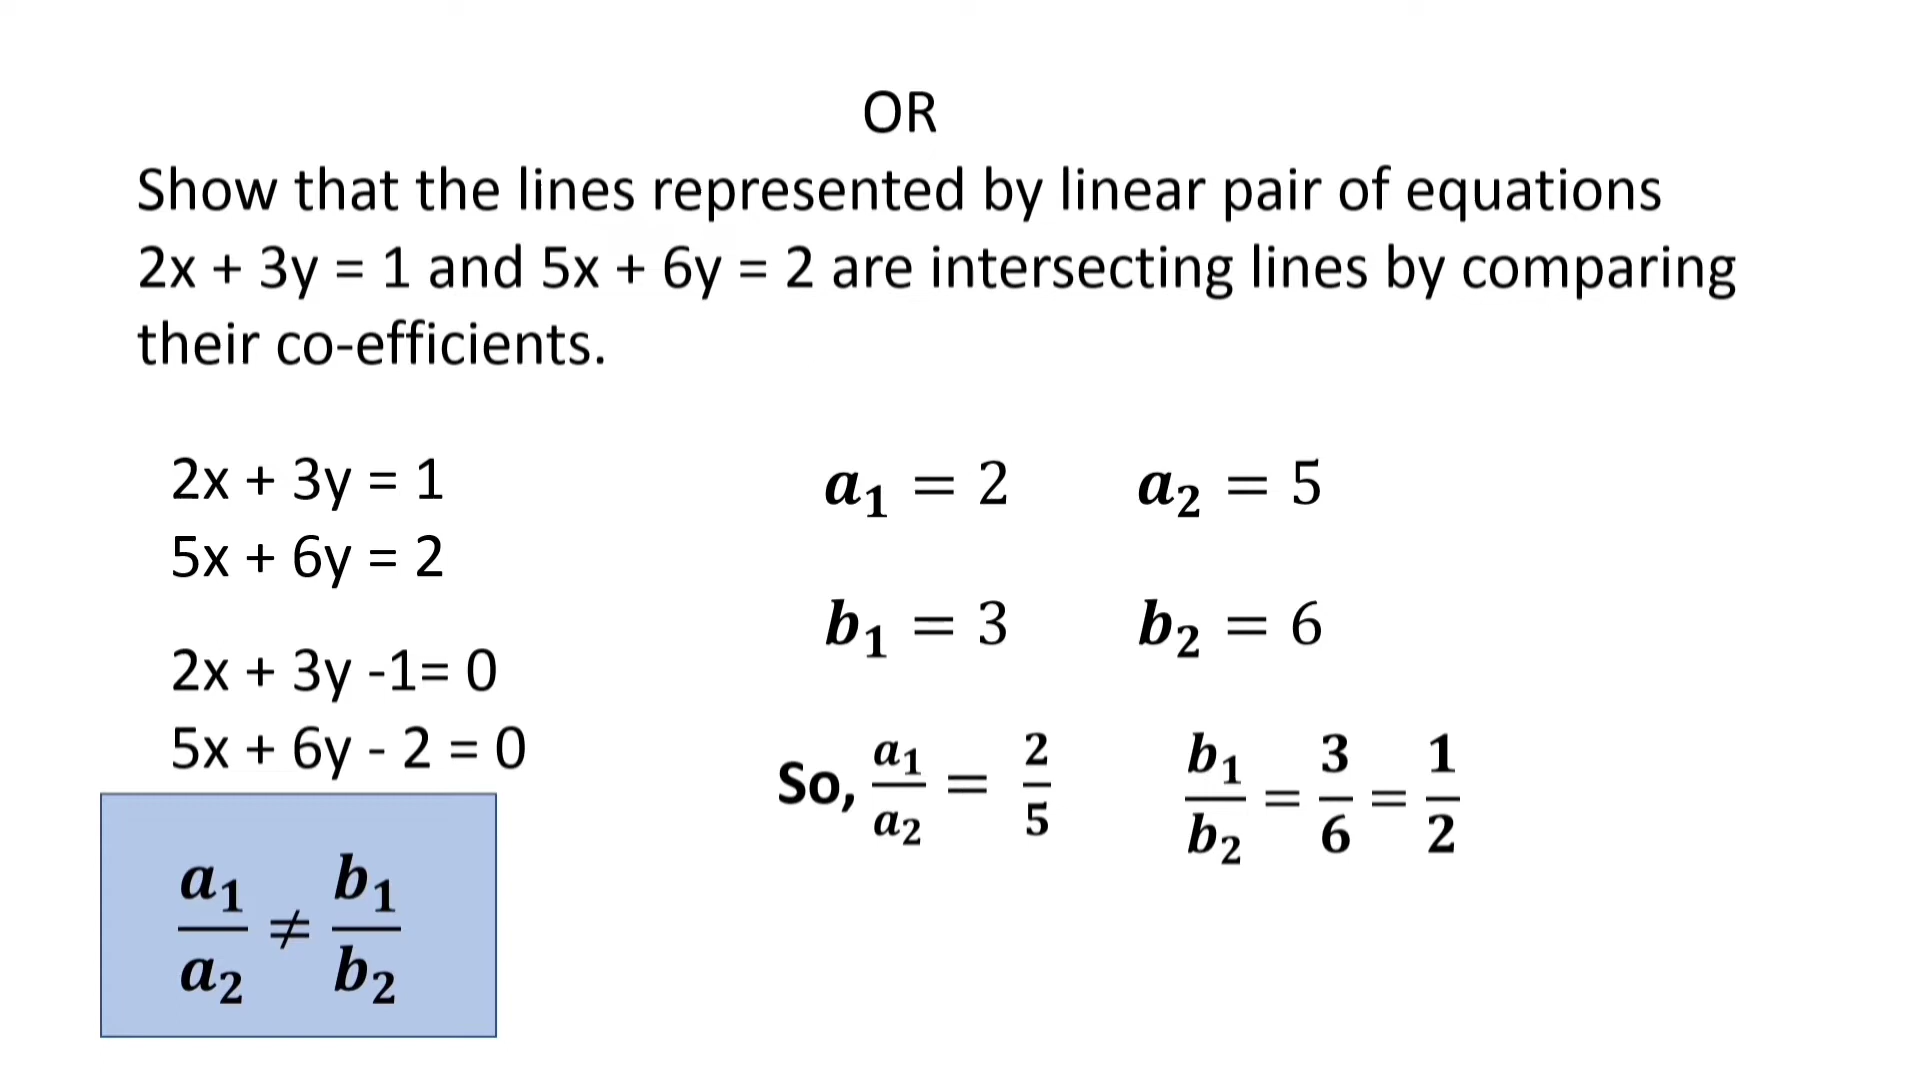 OR
Show that the lines represented by linear pair of equations
2x + 3y = 1 and 5x + 6y = 2 are intersecting lines by comparing
their co-efficients.
2x + 3y = 1
5x + 6y = 2
2x + 3y -1= 0
5x + 6y - 2 = 0
a₁/a₂ ≠ b₁/b₂
a₁ = 2 a₂ = 5
b₁ = 3 b₂ = 6
So, a₁/a₂ = 2/5 b₁/b₂ = 3/6 = 1/2